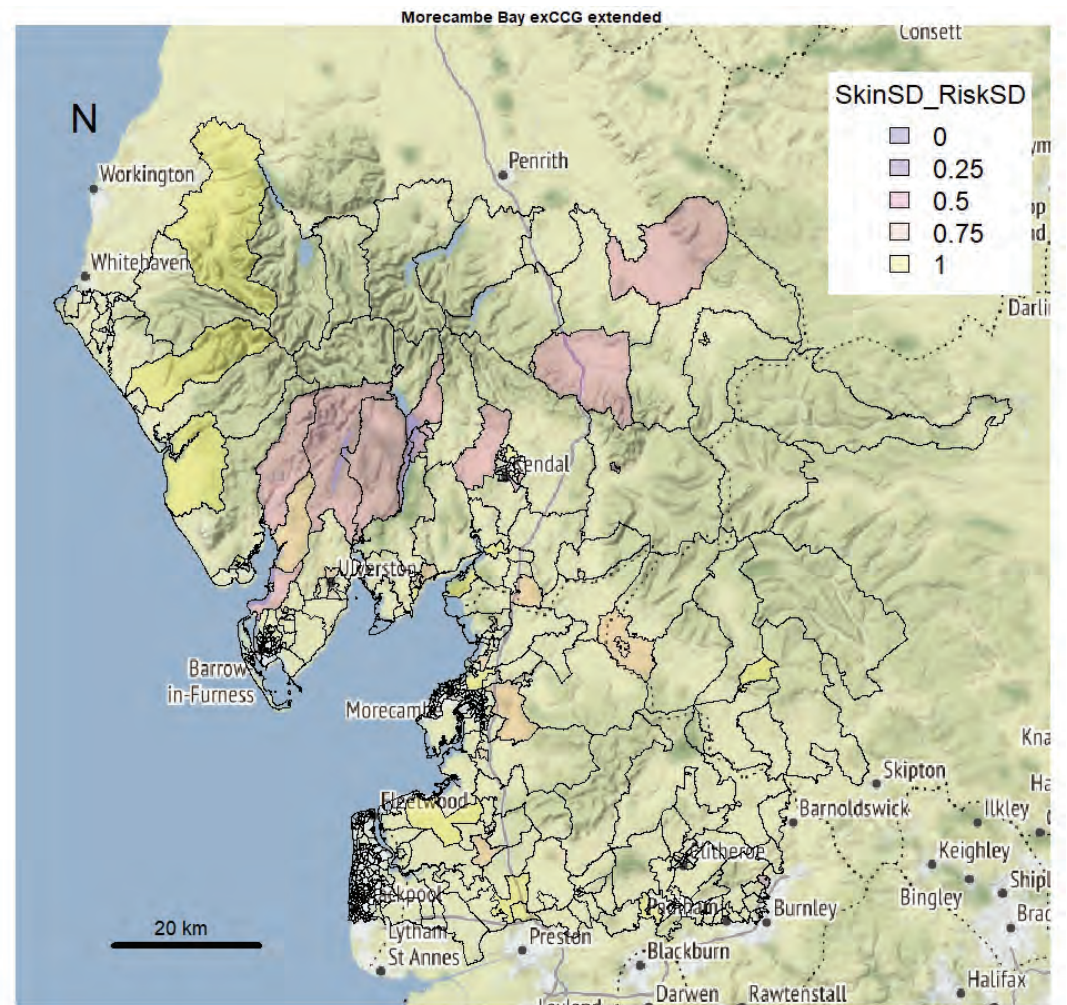 Morecambe Bay exCCG extended
Consett
SkinSD_RiskSD
0
0.25
0.5
0.75
1
N
Penrith
Workington
Whitehaven
Darli
Kendal
Ulverston
Barrow-
in-Furness
Morecambe
Kna
Skipton
Ha
Fleetwood
Barnoldswick
Ilkley
Clitheroe
Keighley
Blackpool
Bingley
Shipl
Padiham
Burnley
Brad
20 km
Lytham
St Annes
Preston
Blackburn
Halifax
Leyland
Darwen
Rawtenstall